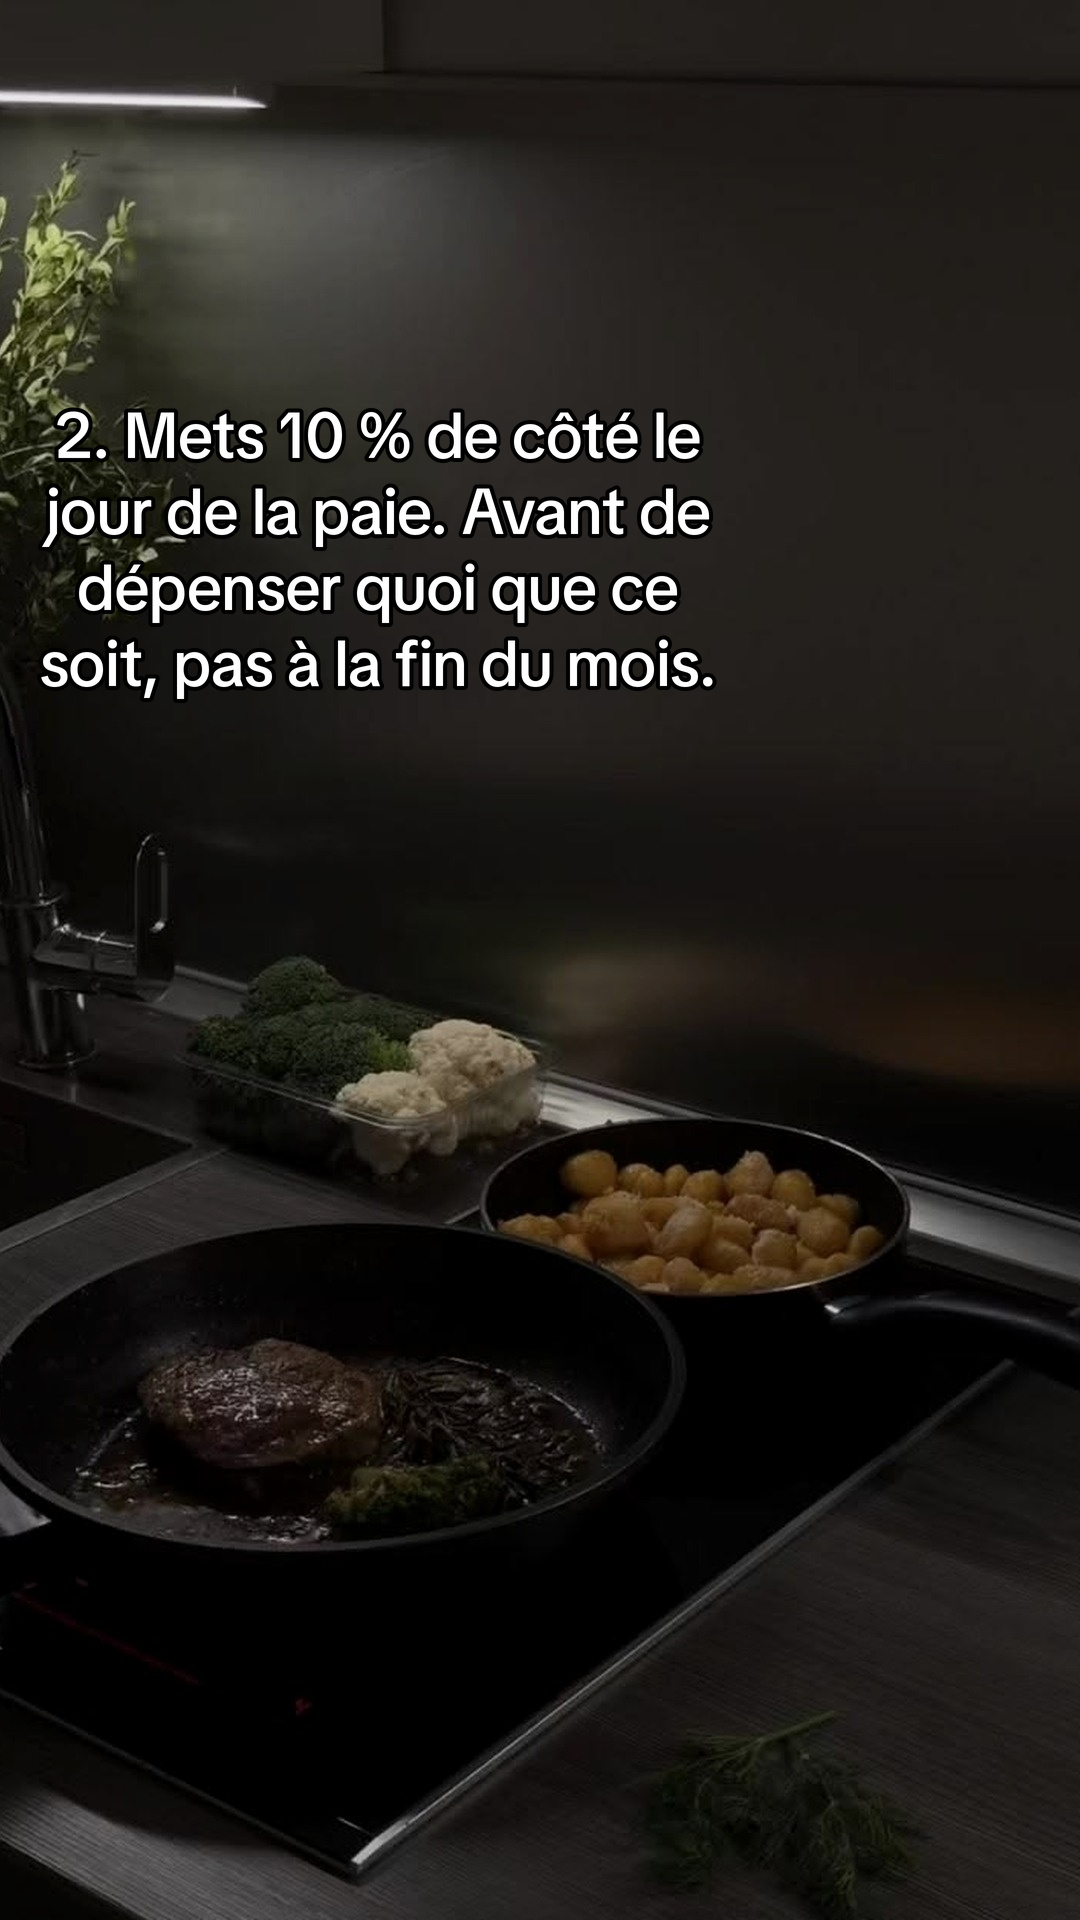 2. Mets 10 % de côté le
jour de la paie. Avant de
dépenser quoi que ce
soit, pas à la fin du mois.